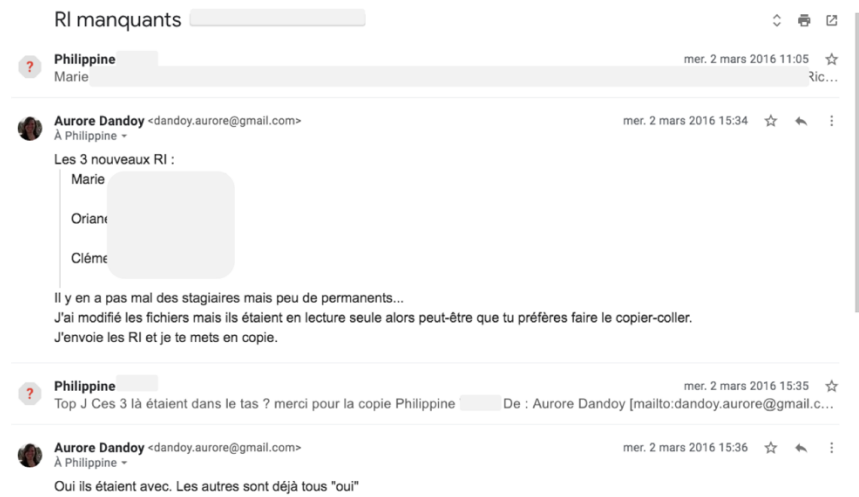 RI manquants
Philippine mer. 2 mars 2016 11:05
Marie Ric...
Aurore Dandoy <dandoy.aurore@gmail.com> mer. 2 mars 2016 15:34
À Philippine
Les 3 nouveaux RI :
Marie
Oriane
Cléme
Il y en a pas mal des stagiaires mais peu de permanents...
J'ai modifié les fichiers mais ils étaient en lecture seule alors peut-être que tu préfères faire le copier-coller.
J'envoie les RI et je te mets en copie.
Philippine mer. 2 mars 2016 15:35
Top J Ces 3 là étaient dans le tas ? merci pour la copie Philippine De : Aurore Dandoy [mailto:dandoy.aurore@gmail.c...
Aurore Dandoy <dandoy.aurore@gmail.com> mer. 2 mars 2016 15:36
À Philippine
Oui ils étaient avec. Les autres sont déjà tous "oui"